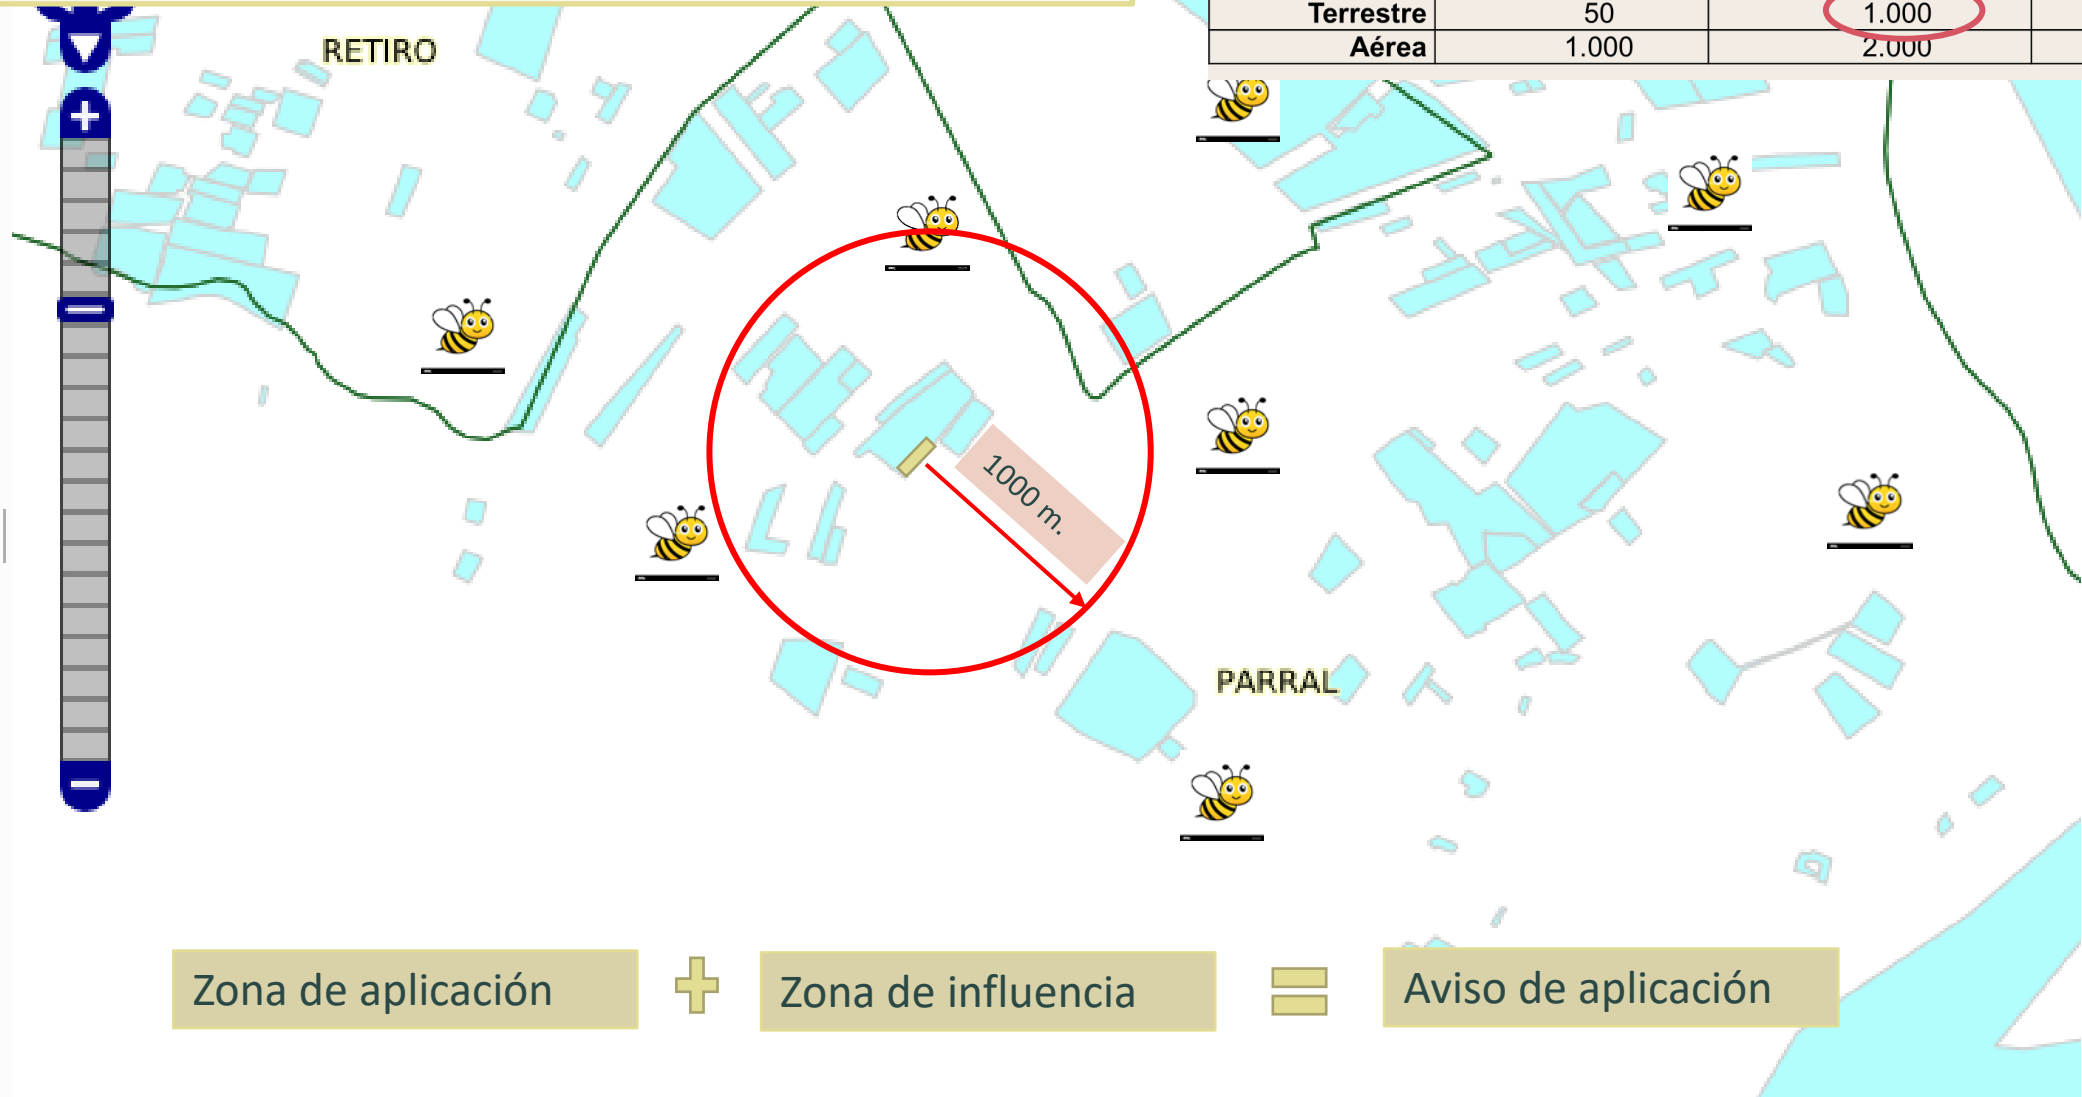 Terrestre 50 1.000
Aérea 1.000 2.000
RETIRO
1000 m.
PARRAL
Zona de aplicación + Zona de influencia = Aviso de aplicación